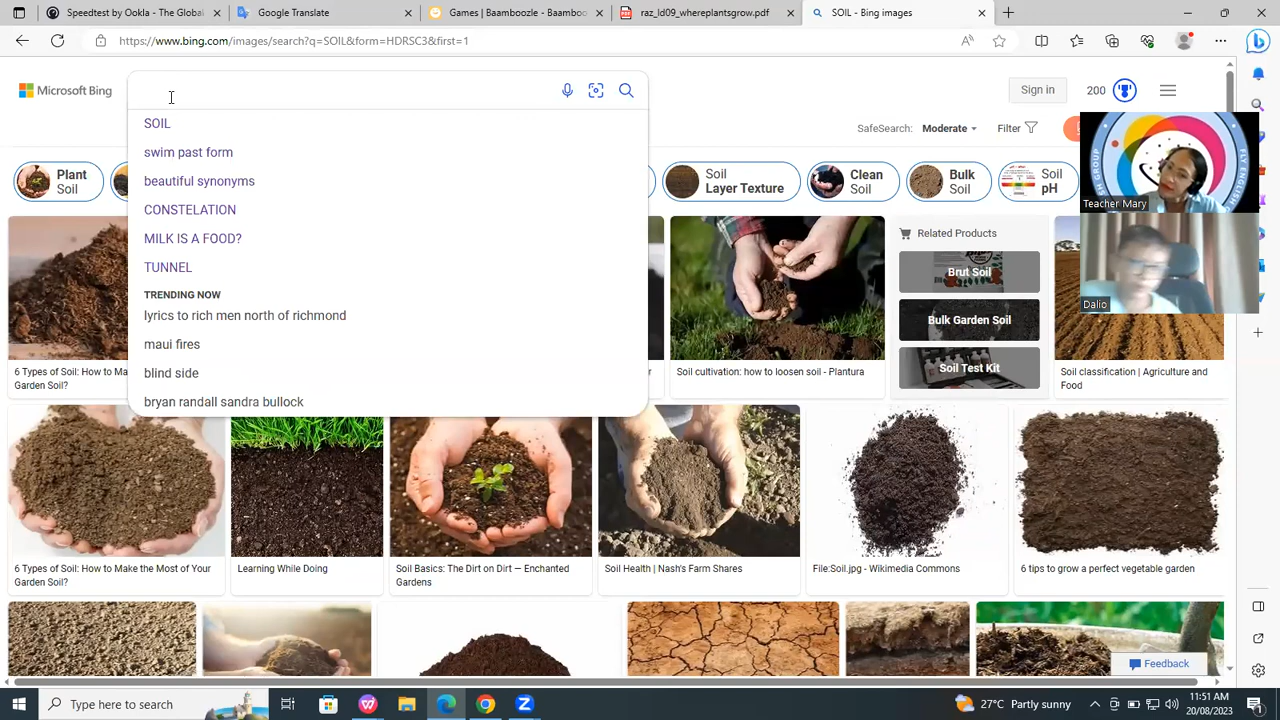 Speedtest by Ookla - The Global
Google Translate
Games | Baamboozle - Baamboo
raz_ld09_whereplantsgrow.pdf
SOIL - Bing images
https://www.bing.com/images/search?q=SOIL&form=HDRSC3&first=1
Microsoft Bing
Sign in
200
SOIL
swim past form
beautiful synonyms
CONSTELATION
MILK IS A FOOD?
TUNNEL
TRENDING NOW
lyrics to rich men north of richmond
maui fires
blind side
bryan randall sandra bullock
SafeSearch: Moderate
Filter
Plant
Soil
Soil
Layer Texture
Clean
Soil
Bulk
Soil
Soil
pH
Teacher Mary
Dalio
Related Products
Brut Soil
Bulk Garden Soil
Soil Test Kit
6 Types of Soil: How to Ma
Garden Soil?
Soil cultivation: how to loosen soil - Plantura
Soil classification | Agriculture and
Food
6 Types of Soil: How to Make the Most of Your
Garden Soil?
Learning While Doing
Soil Basics: The Dirt on Dirt — Enchanted
Gardens
Soil Health | Nash's Farm Shares
File:Soil.jpg - Wikimedia Commons
6 tips to grow a perfect vegetable garden
Feedback
Type here to search
27°C Partly sunny
11:51 AM
20/08/2023